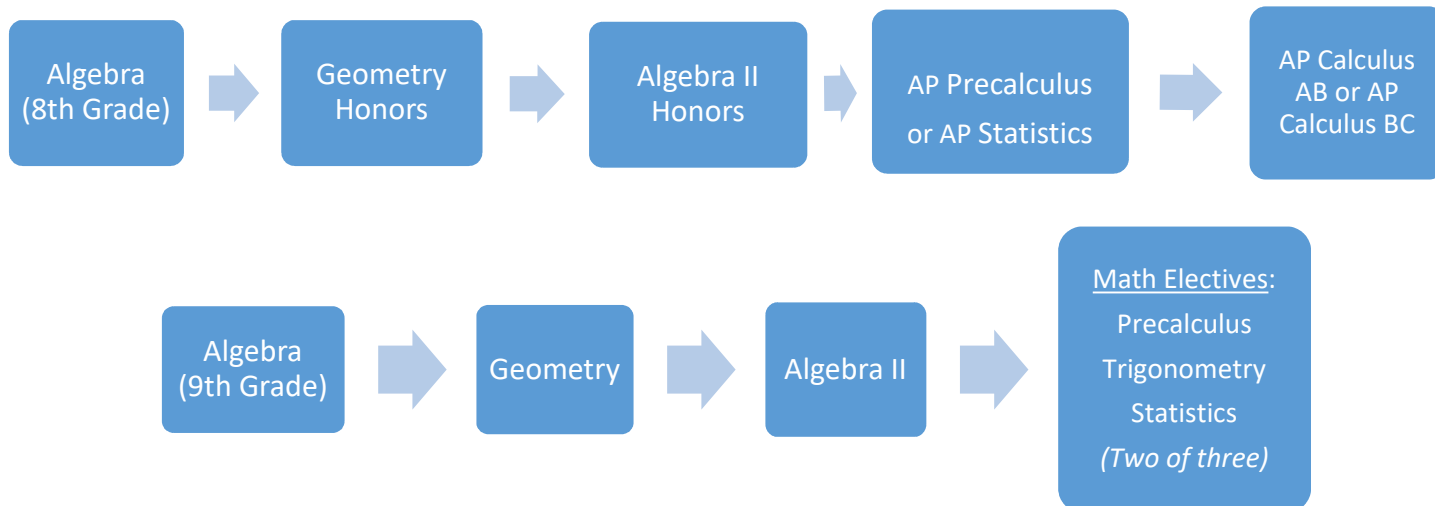 Algebra
(8th Grade)
Geometry
Honors
Algebra II
Honors
AP Precalculus
or AP Statistics
AP Calculus
AB or AP
Calculus BC
Algebra
(9th Grade)
Geometry
Algebra II
Math Electives:
Precalculus
Trigonometry
Statistics
(Two of three)